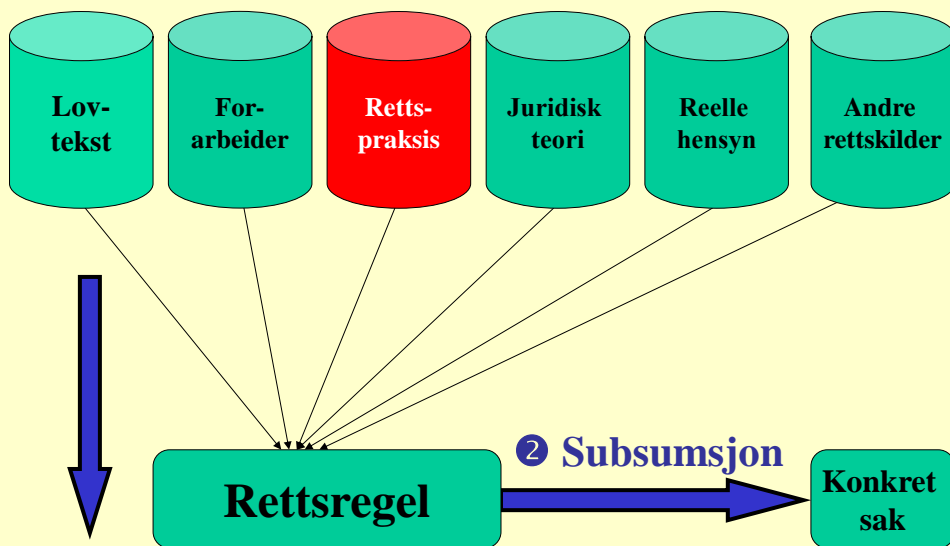 Lov-
tekst
For-
arbeider
Retts-
praksis
Juridisk
teori
Reelle
hensyn
Andre
rettskilder
❷ Subsumsjon
Rettsregel
Konkret
sak